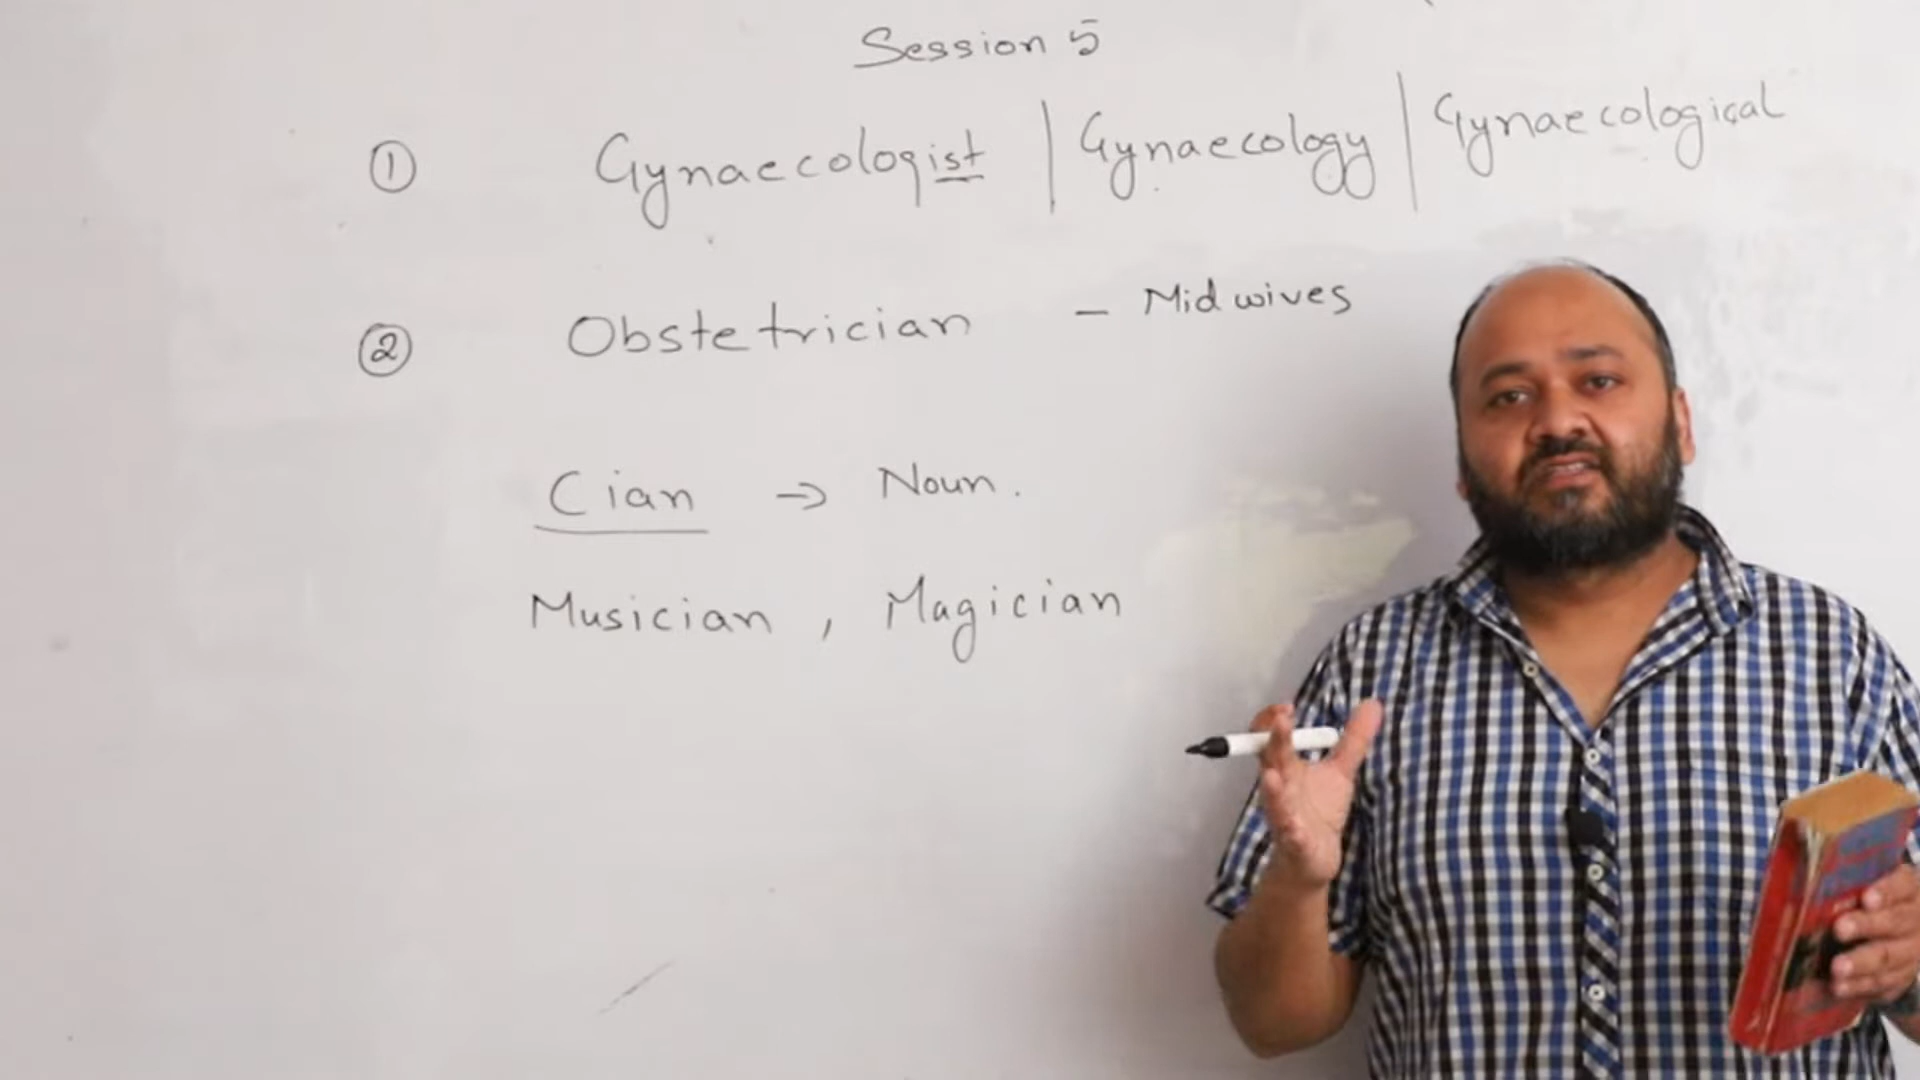 Session 5
① Gynaecologist | Gynaecology | Gynaecological
② Obstetrician – Midwives
Cian → Noun.
Musician , Magician